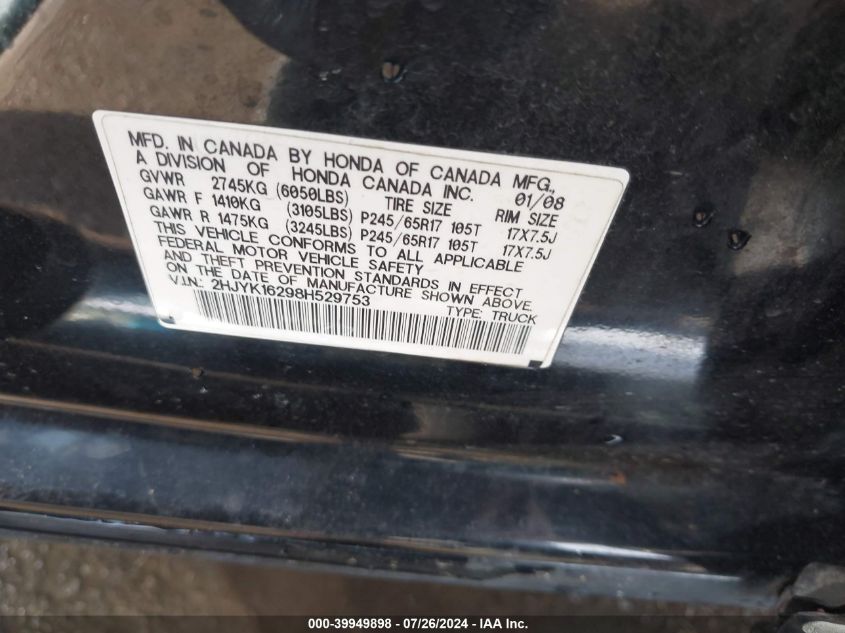 MFD. IN CANADA BY HONDA OF CANADA MFG.,
A DIVISION OF HONDA CANADA INC. 01/08
GVWR 2745KG (6050LBS) TIRE SIZE RIM SIZE
GAWR F 1410KG (3105LBS) P245/65R17 105T 17X7.5J
GAWR R 1475KG (3245LBS) P245/65R17 105T 17X7.5J
THIS VEHICLE CONFORMS TO ALL APPLICABLE
FEDERAL MOTOR VEHICLE SAFETY
AND THEFT PREVENTION STANDARDS IN EFFECT
ON THE DATE OF MANUFACTURE SHOWN ABOVE.
V.I.N.: 2HJYK16298H529753 TYPE: TRUCK
000-39949898 - 07/26/2024 - IAA Inc.